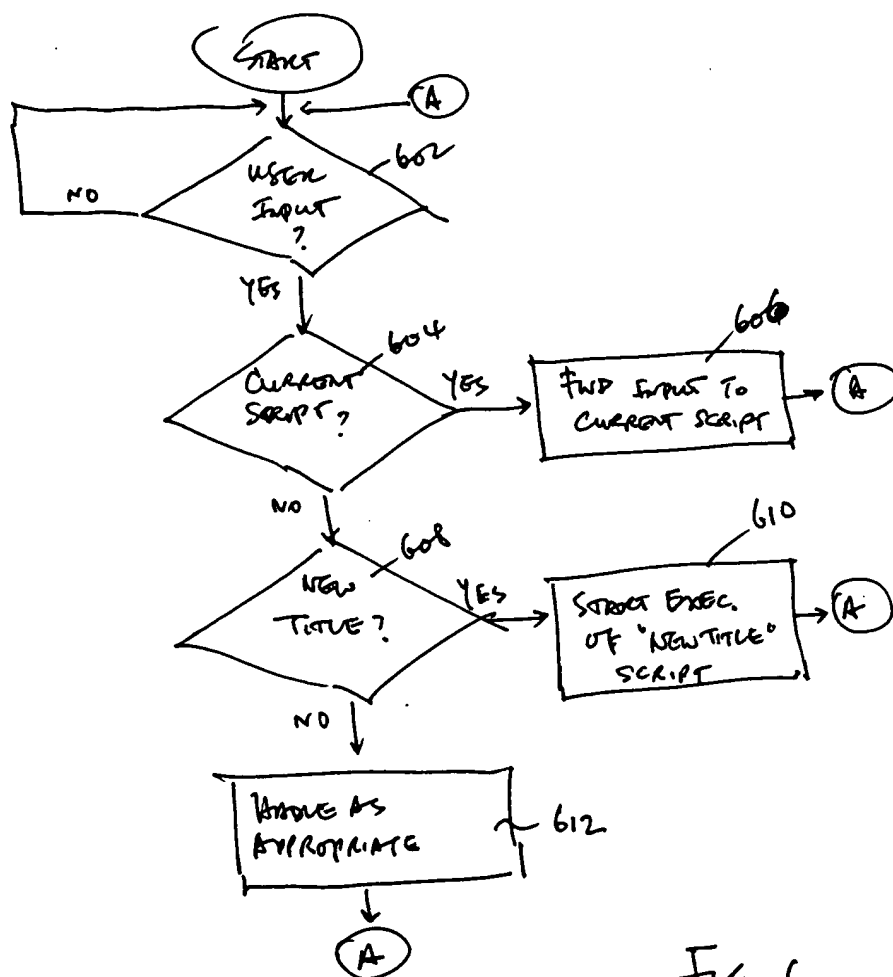 START
A
602
USER
INPUT
?
NO
YES
604
CURRENT
SCRIPT?
YES
606
FWD INPUT TO
CURRENT SCRIPT
A
NO
608
NEW
TITLE?
YES
610
START EXEC.
OF "NEWTITLE"
SCRIPT
A
NO
HANDLE AS
APPROPRIATE
612
A